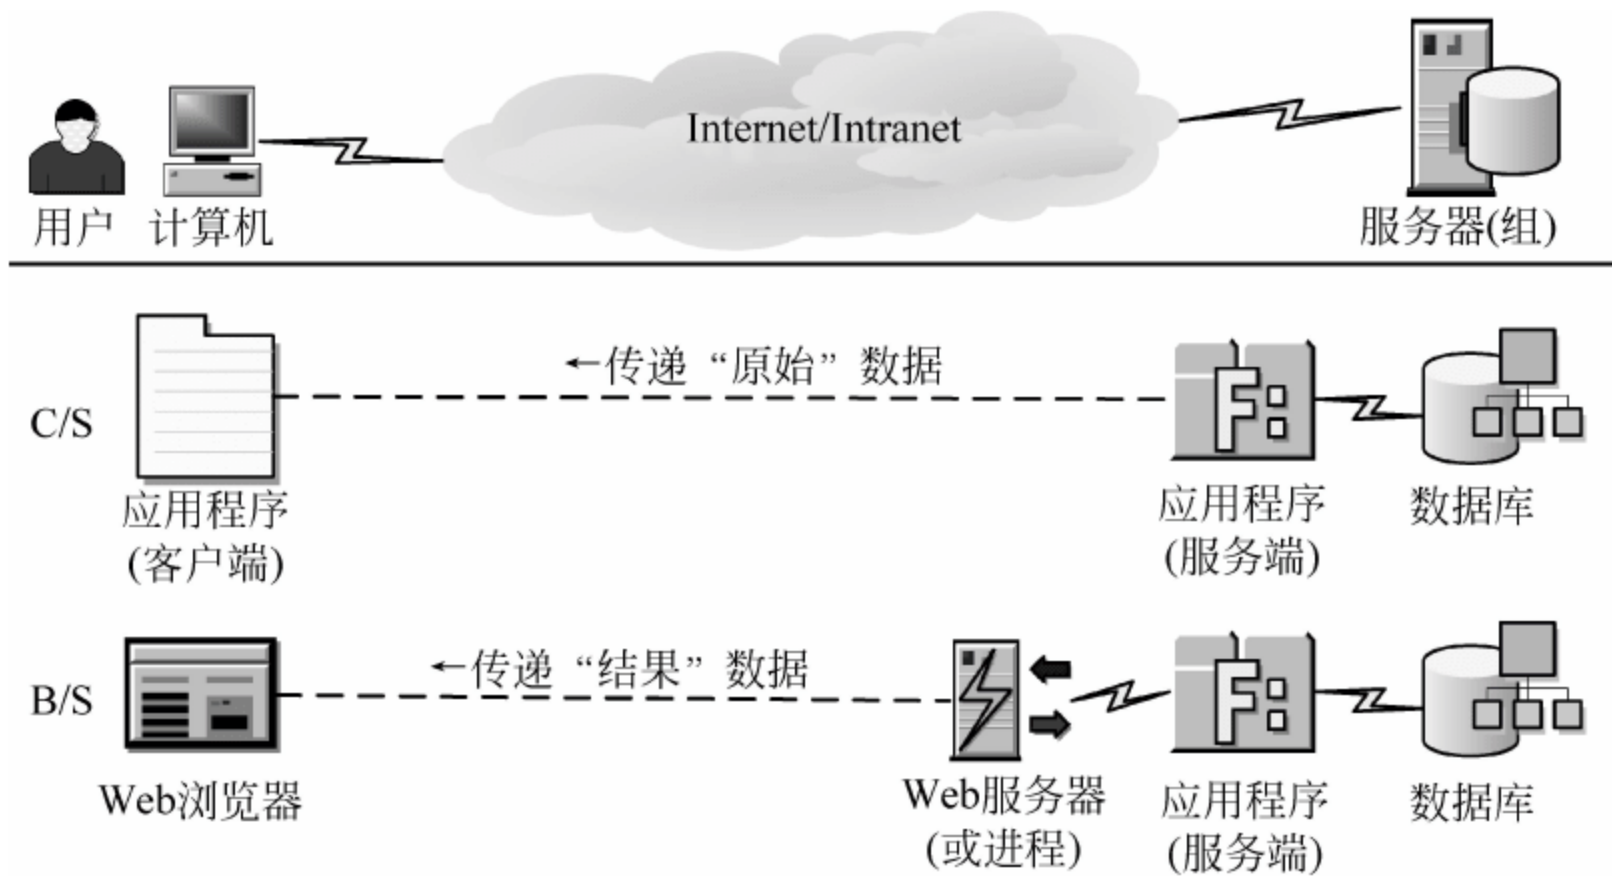 Internet/Intranet
用户
计算机
服务器(组)
C/S
←传递“原始”数据
应用程序
(客户端)
应用程序
(服务端)
数据库
B/S
←传递“结果”数据
Web浏览器
Web服务器
(或进程)
应用程序
(服务端)
数据库
F:
F: